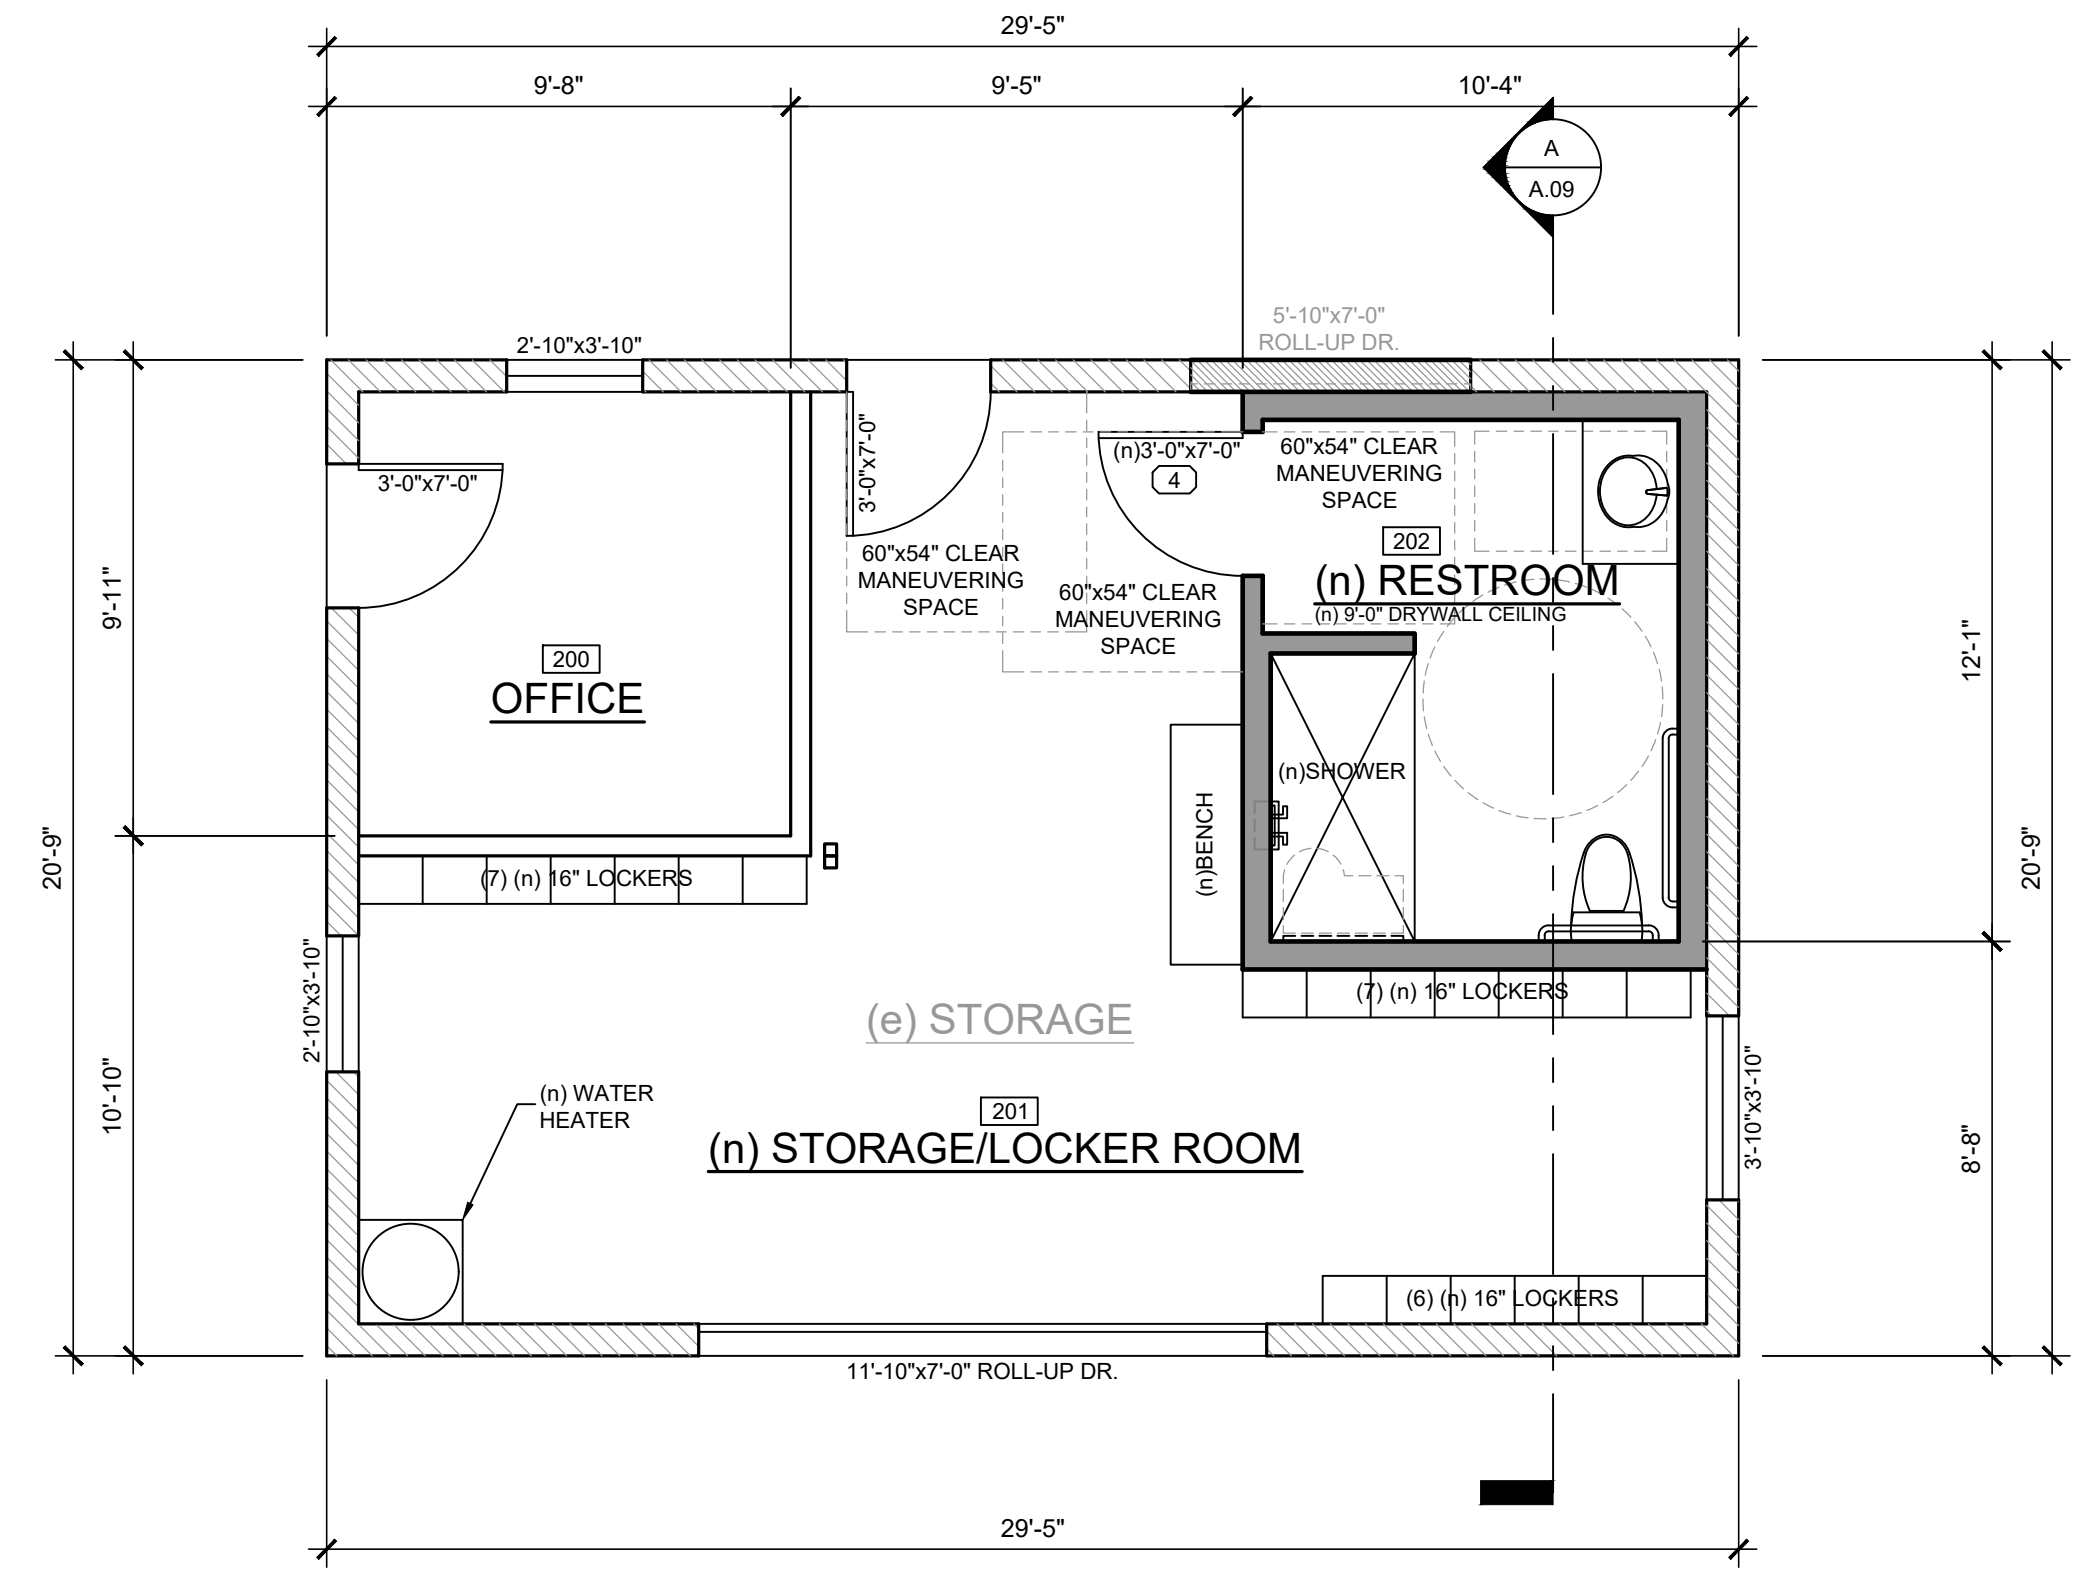 29'-5"
9'-8"
9'-5"
10'-4"
A
A.09
5'-10"x7'-0"
ROLL-UP DR.
2'-10"x3'-10"
3'-0"x7'-0"
3'-0"x7'-0"
(n)3'-0"x7'-0"
4
60"x54" CLEAR
MANEUVERING
SPACE
202
(n) RESTROOM
(n) 9'-0" DRYWALL CEILING
60"x54" CLEAR
MANEUVERING
SPACE
60"x54" CLEAR
MANEUVERING
SPACE
9'-11"
12'-1"
200
OFFICE
(n)SHOWER
(n)BENCH
20'-9"
20'-9"
(7) (n) 16" LOCKERS
(7) (n) 16" LOCKERS
2'-10"x3'-10"
(e) STORAGE
(n) WATER
HEATER
201
(n) STORAGE/LOCKER ROOM
10'-10"
3'-10"x3'-10"
8'-8"
(6) (n) 16" LOCKERS
11'-10"x7'-0" ROLL-UP DR.
29'-5"